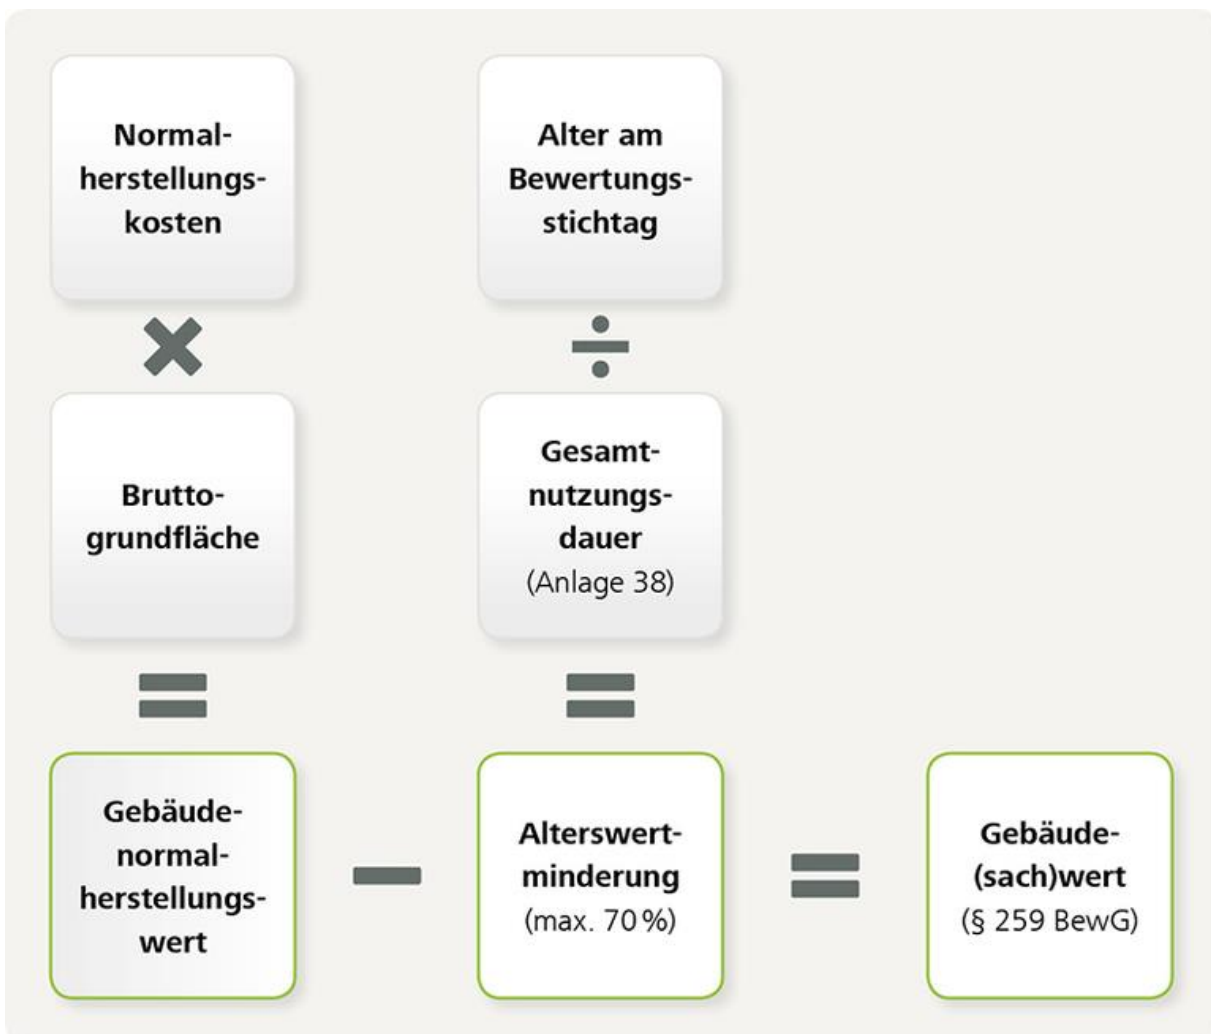 Normal-
herstellungs-
kosten
×
Brutto-
grundfläche
=
Gebäude-
normal-
herstellungs-
wert
−
Alter am
Bewertungs-
stichtag
÷
Gesamt-
nutzungs-
dauer
(Anlage 38)
=
Alterswert-
minderung
(max. 70 %)
=
Gebäude-
(sach)wert
(§ 259 BewG)